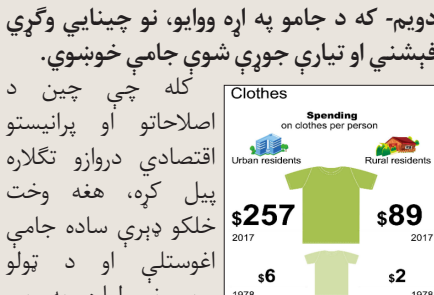 دویم- که د جامو په اړه ووایو، نو چینایي وګړي
فېشني او تیارې جوړې شوې جامې خوښوي.
کله چې چین د
اصلاحاتو او پرانیستو
اقتصادي دروازو تګلاره
پیل کړه، هغه وخت
خلکو ډېرې ساده جامې
اغوستلې او د ټولو
Clothes
Spending
on clothes per person
Urban residents
Rural residents
$257
$89
2017
2017
$6
$2
1978
1978